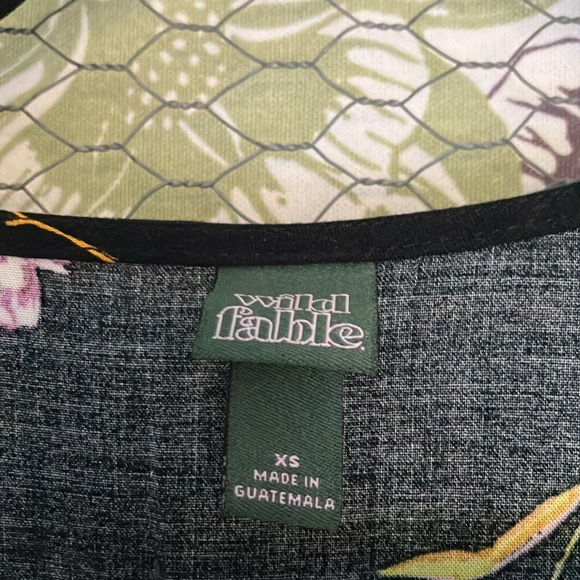 wild
fable.
XS
MADE IN
GUATEMALA